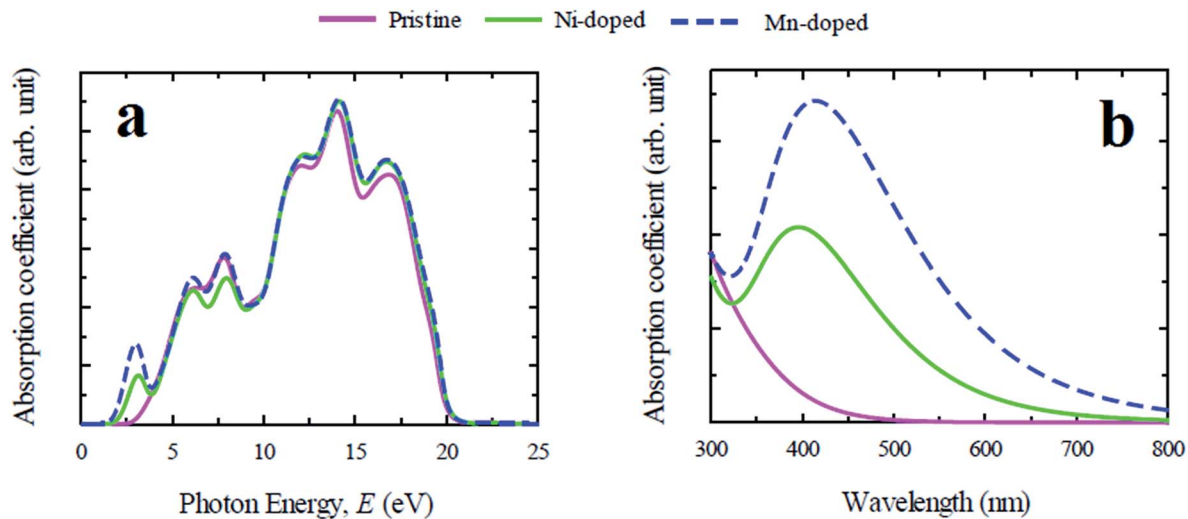 Pristine Ni-doped Mn-doped
a
Absorption coefficient (arb. unit)
0 5 10 15 20 25
Photon Energy, E (eV)
b
Absorption coefficient (arb. unit)
300 400 500 600 700 800
Wavelength (nm)